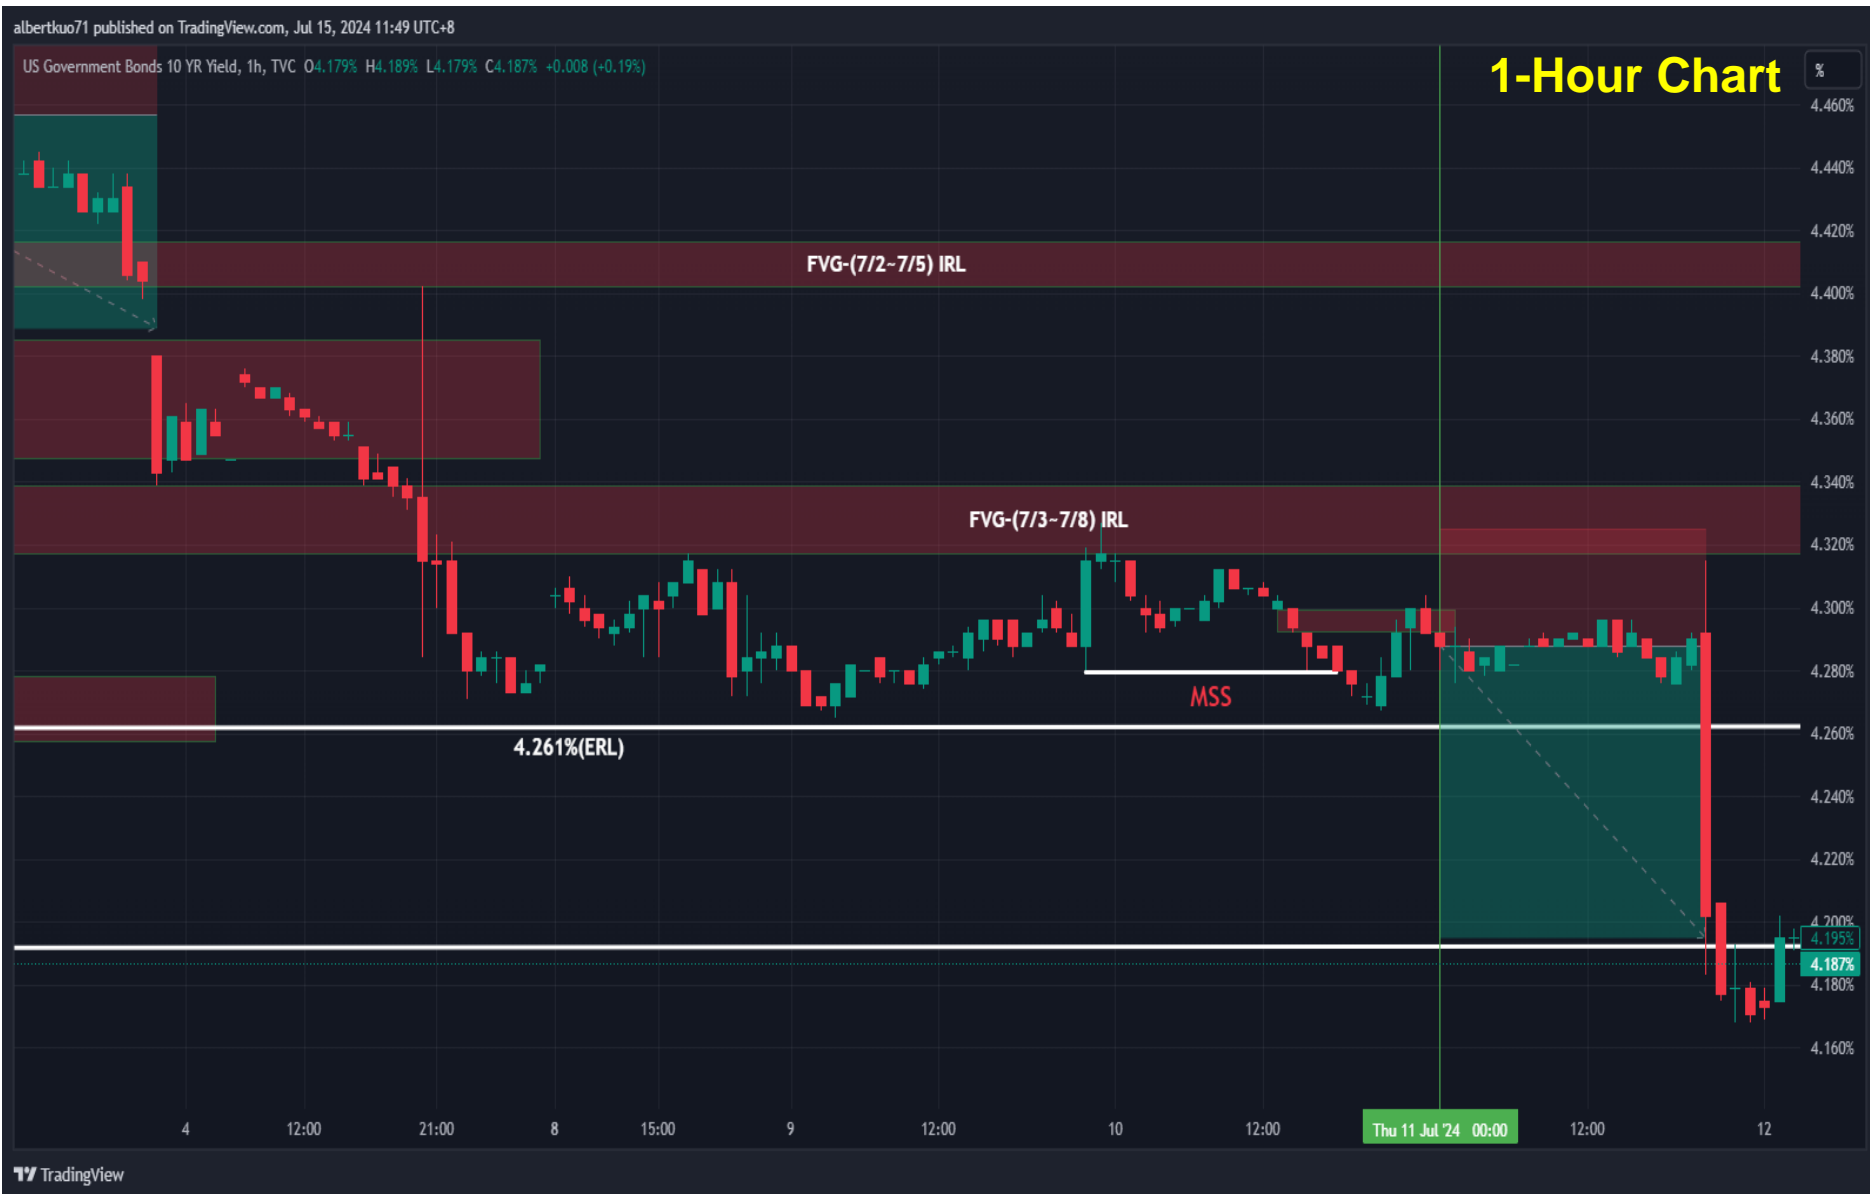 albertkuo71 published on TradingView.com, Jul 15, 2024 11:49 UTC+8
US Government Bonds 10 YR Yield, 1h, TVC O4.179% H4.189% L4.179% C4.187% +0.008 (+0.19%)
1-Hour Chart
%
4.460%
4.440%
4.420%
FVG-(7/2~7/5) IRL
4.400%
4.380%
4.360%
4.340%
FVG-(7/3~7/8) IRL
4.320%
4.300%
4.280%
MSS
4.260%
4.261%(ERL)
4.240%
4.220%
4.200%
4.195%
4.187%
4.180%
4.160%
4 12:00 21:00 8 15:00 9 12:00 10 12:00 Thu 11 Jul '24 00:00 12:00 12
TradingView